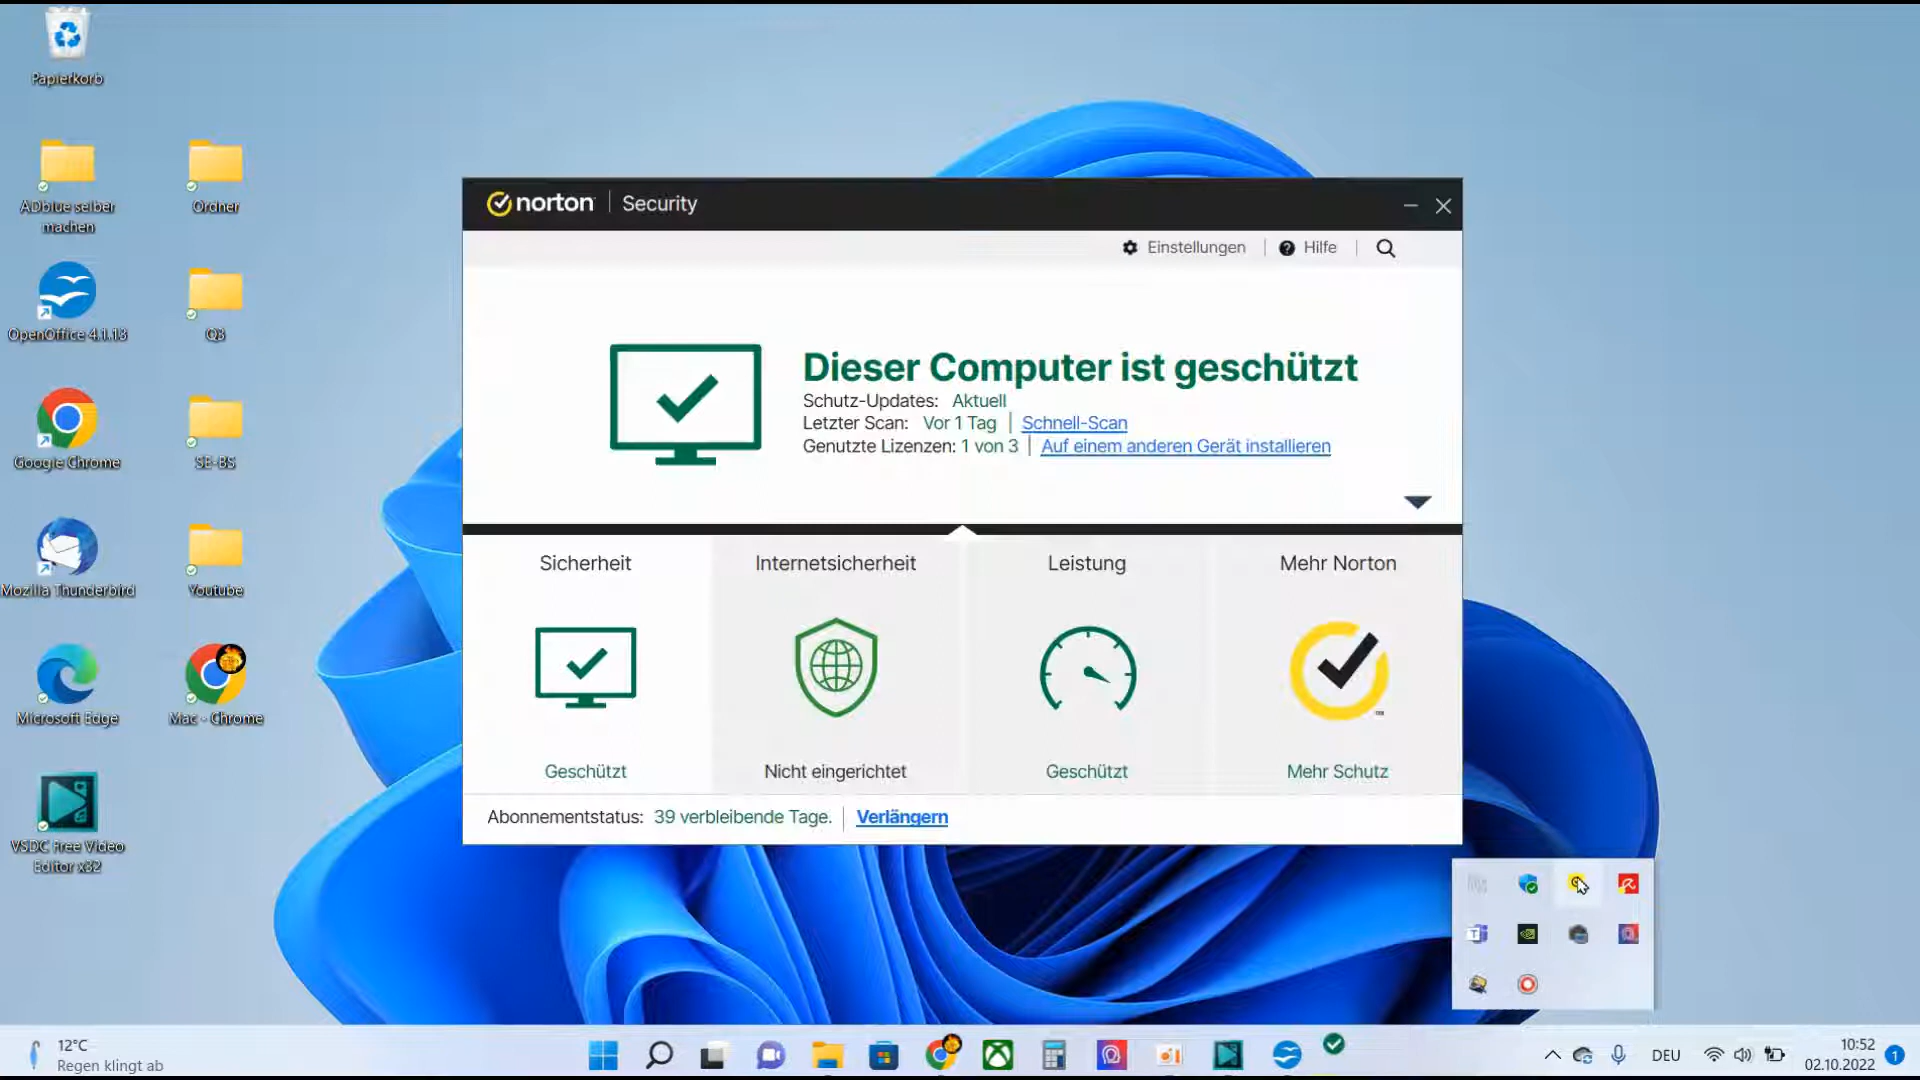 Papierkorb
ADblue selber
machen
Ordner
OpenOffice 4.1.13
Google Chrome
SE-BS
Mozilla Thunderbird
Youtube
Microsoft Edge
Mac - Chrome
VSDC Free Video
Editor x32
norton Security
Einstellungen
Hilfe
Dieser Computer ist geschützt
Schutz-Updates: Aktuell
Letzter Scan: Vor 1 Tag | Schnell-Scan
Genutzte Lizenzen: 1 von 3 | Auf einem anderen Gerät installieren
Sicherheit
Internetsicherheit
Leistung
Mehr Norton
Geschützt
Nicht eingerichtet
Geschützt
Mehr Schutz
Abonnementstatus: 39 verbleibende Tage. | Verlängern
12°C
Regen klingt ab
DEU
10:52
02.10.2022
1